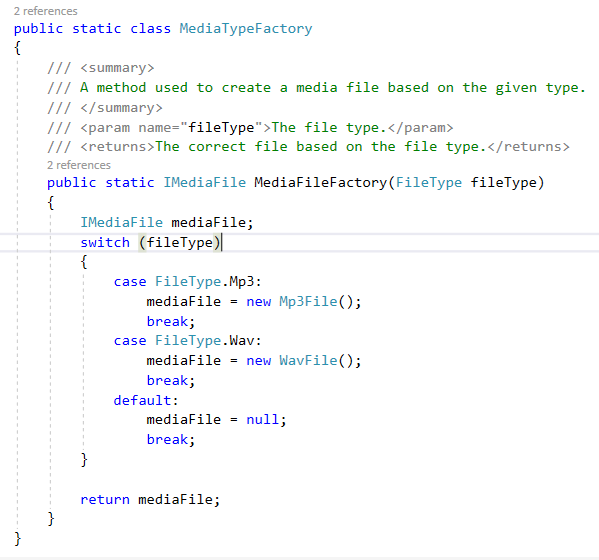 2 references
public static class MediaTypeFactory
{
/// <summary>
/// A method used to create a media file based on the given type.
/// </summary>
/// <param name="fileType">The file type.</param>
/// <returns>The correct file based on the file type.</returns>
2 references
public static IMediaFile MediaFileFactory(FileType fileType)
{
IMediaFile mediaFile;
switch (fileType)
{
case FileType.Mp3:
mediaFile = new Mp3File();
break;
case FileType.Wav:
mediaFile = new WavFile();
break;
default:
mediaFile = null;
break;
}
return mediaFile;
}
}